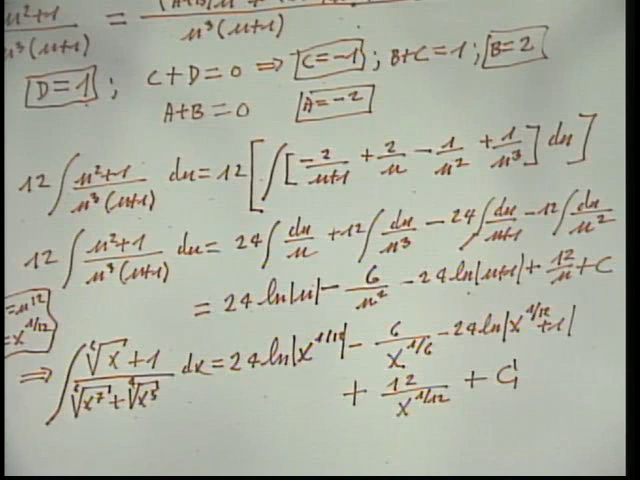 u²+1 / u³(u+1) = (A+B)u³ + / u³(u+1)
D=1 ; C+D=0 ⇒ C=-1 ; B+C=1 ; B=2
A+B=0 A=-2
12∫ u²+1 / u³(u+1) du = 12[∫[-2/u+1 + 2/u - 1/u² + 1/u³] du]
12∫ u²+1 / u³(u+1) du = 24∫ du/u + 12∫ du/u³ - 24∫ du/u+1 - 12∫ du/u²
= 24 ln|u| - 6/u² - 24 ln|u+1| + 12/u + C
= u¹²
= x^1/12
⇒ ∫ ⁶√x + 1 / √x⁷ + √x⁵ dx = 24 ln|x^1/12| - 6/x^1/6 - 24 ln|x^1/12 + 1|
+ 12/x^1/12 + C₁